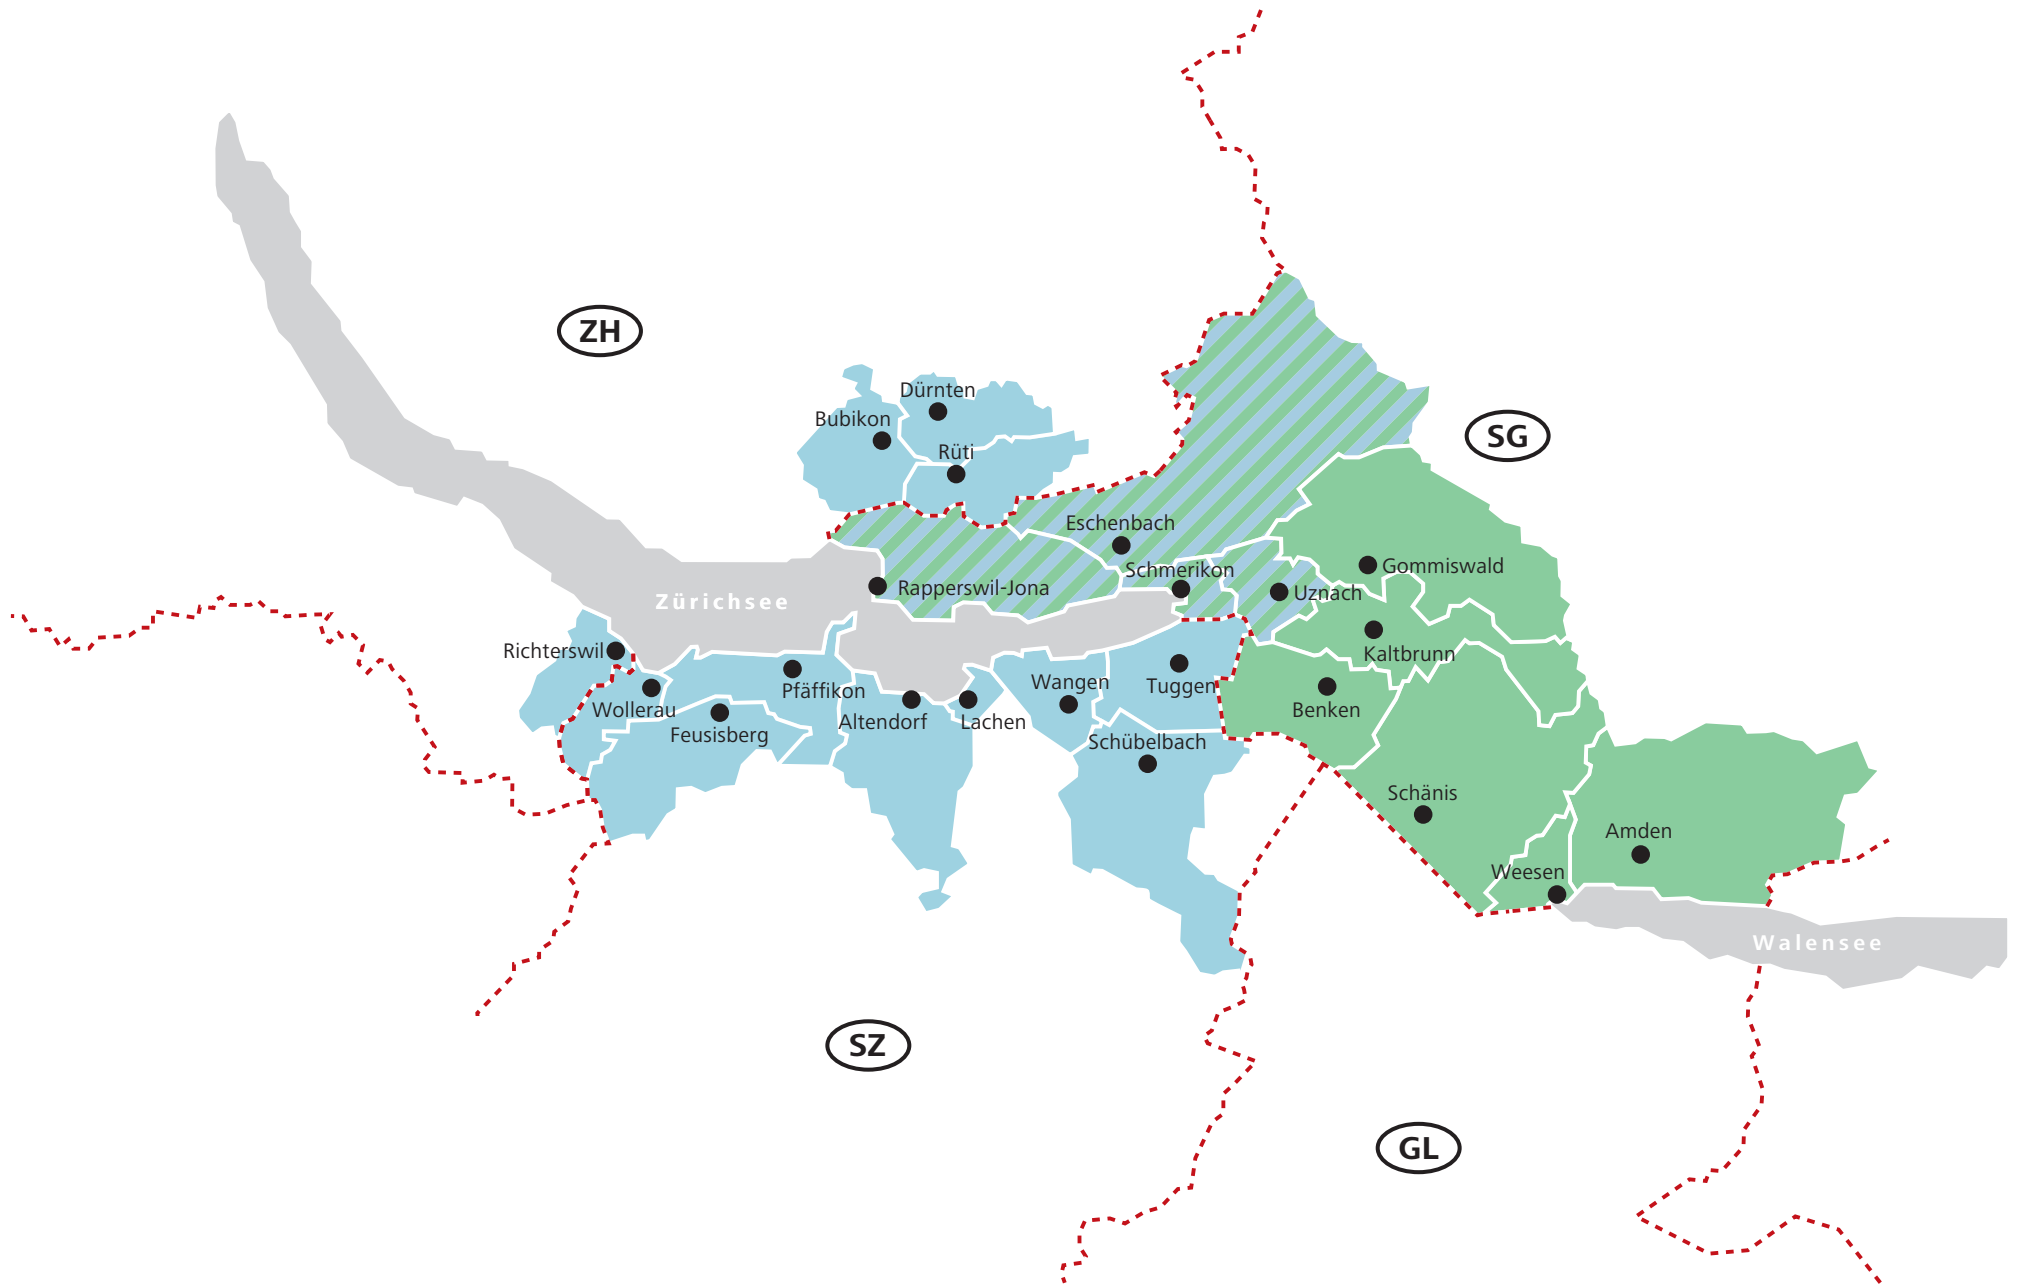 ZH
Dürnten
Bubikon
SG
Rüti
Eschenbach
Gommiswald
Schmerikon
Rapperswil-Jona
Uznach
Zürichsee
Kaltbrunn
Richterswil
Wangen
Tuggen
Pfäffikon
Wollerau
Benken
Altendorf
Lachen
Feusisberg
Schübelbach
Schänis
Amden
Weesen
Walensee
SZ
GL